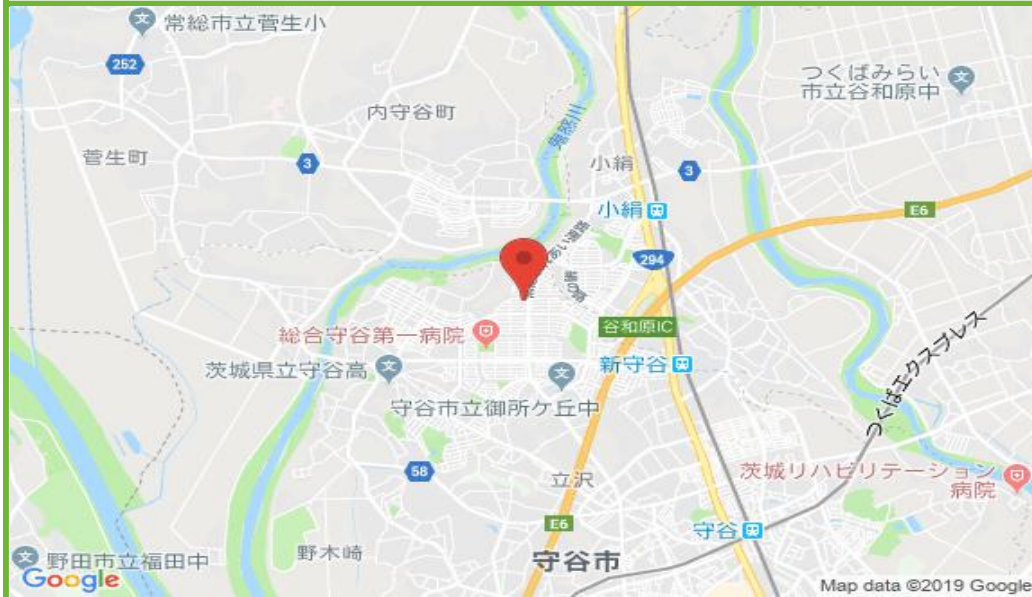 常総市立菅生小
252
つくばみらい
市立谷和原中
内守谷町
鬼怒川
菅生町
3
小絹
3
小絹
E6
294
谷和原IC
総合守谷第一病院
新守谷
茨城県立守谷高
守谷市立御所ケ丘中
つくばエクスプレス
58
立沢
茨城リハビリテーション
病院
E6
守谷
野木崎
守谷市
野田市立福田中
Google
Map data ©2019 Google